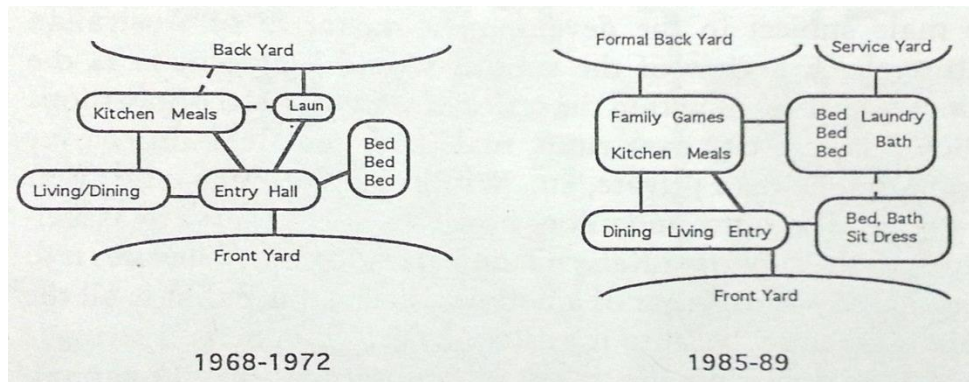 Back Yard
Kitchen Meals
Laun
Bed
Bed
Bed
Living/Dining
Entry Hall
Front Yard
1968-1972
Formal Back Yard
Service Yard
Family Games
Kitchen Meals
Bed Laundry
Bed Bath
Bed
Dining Living Entry
Bed, Bath
Sit Dress
Front Yard
1985-89